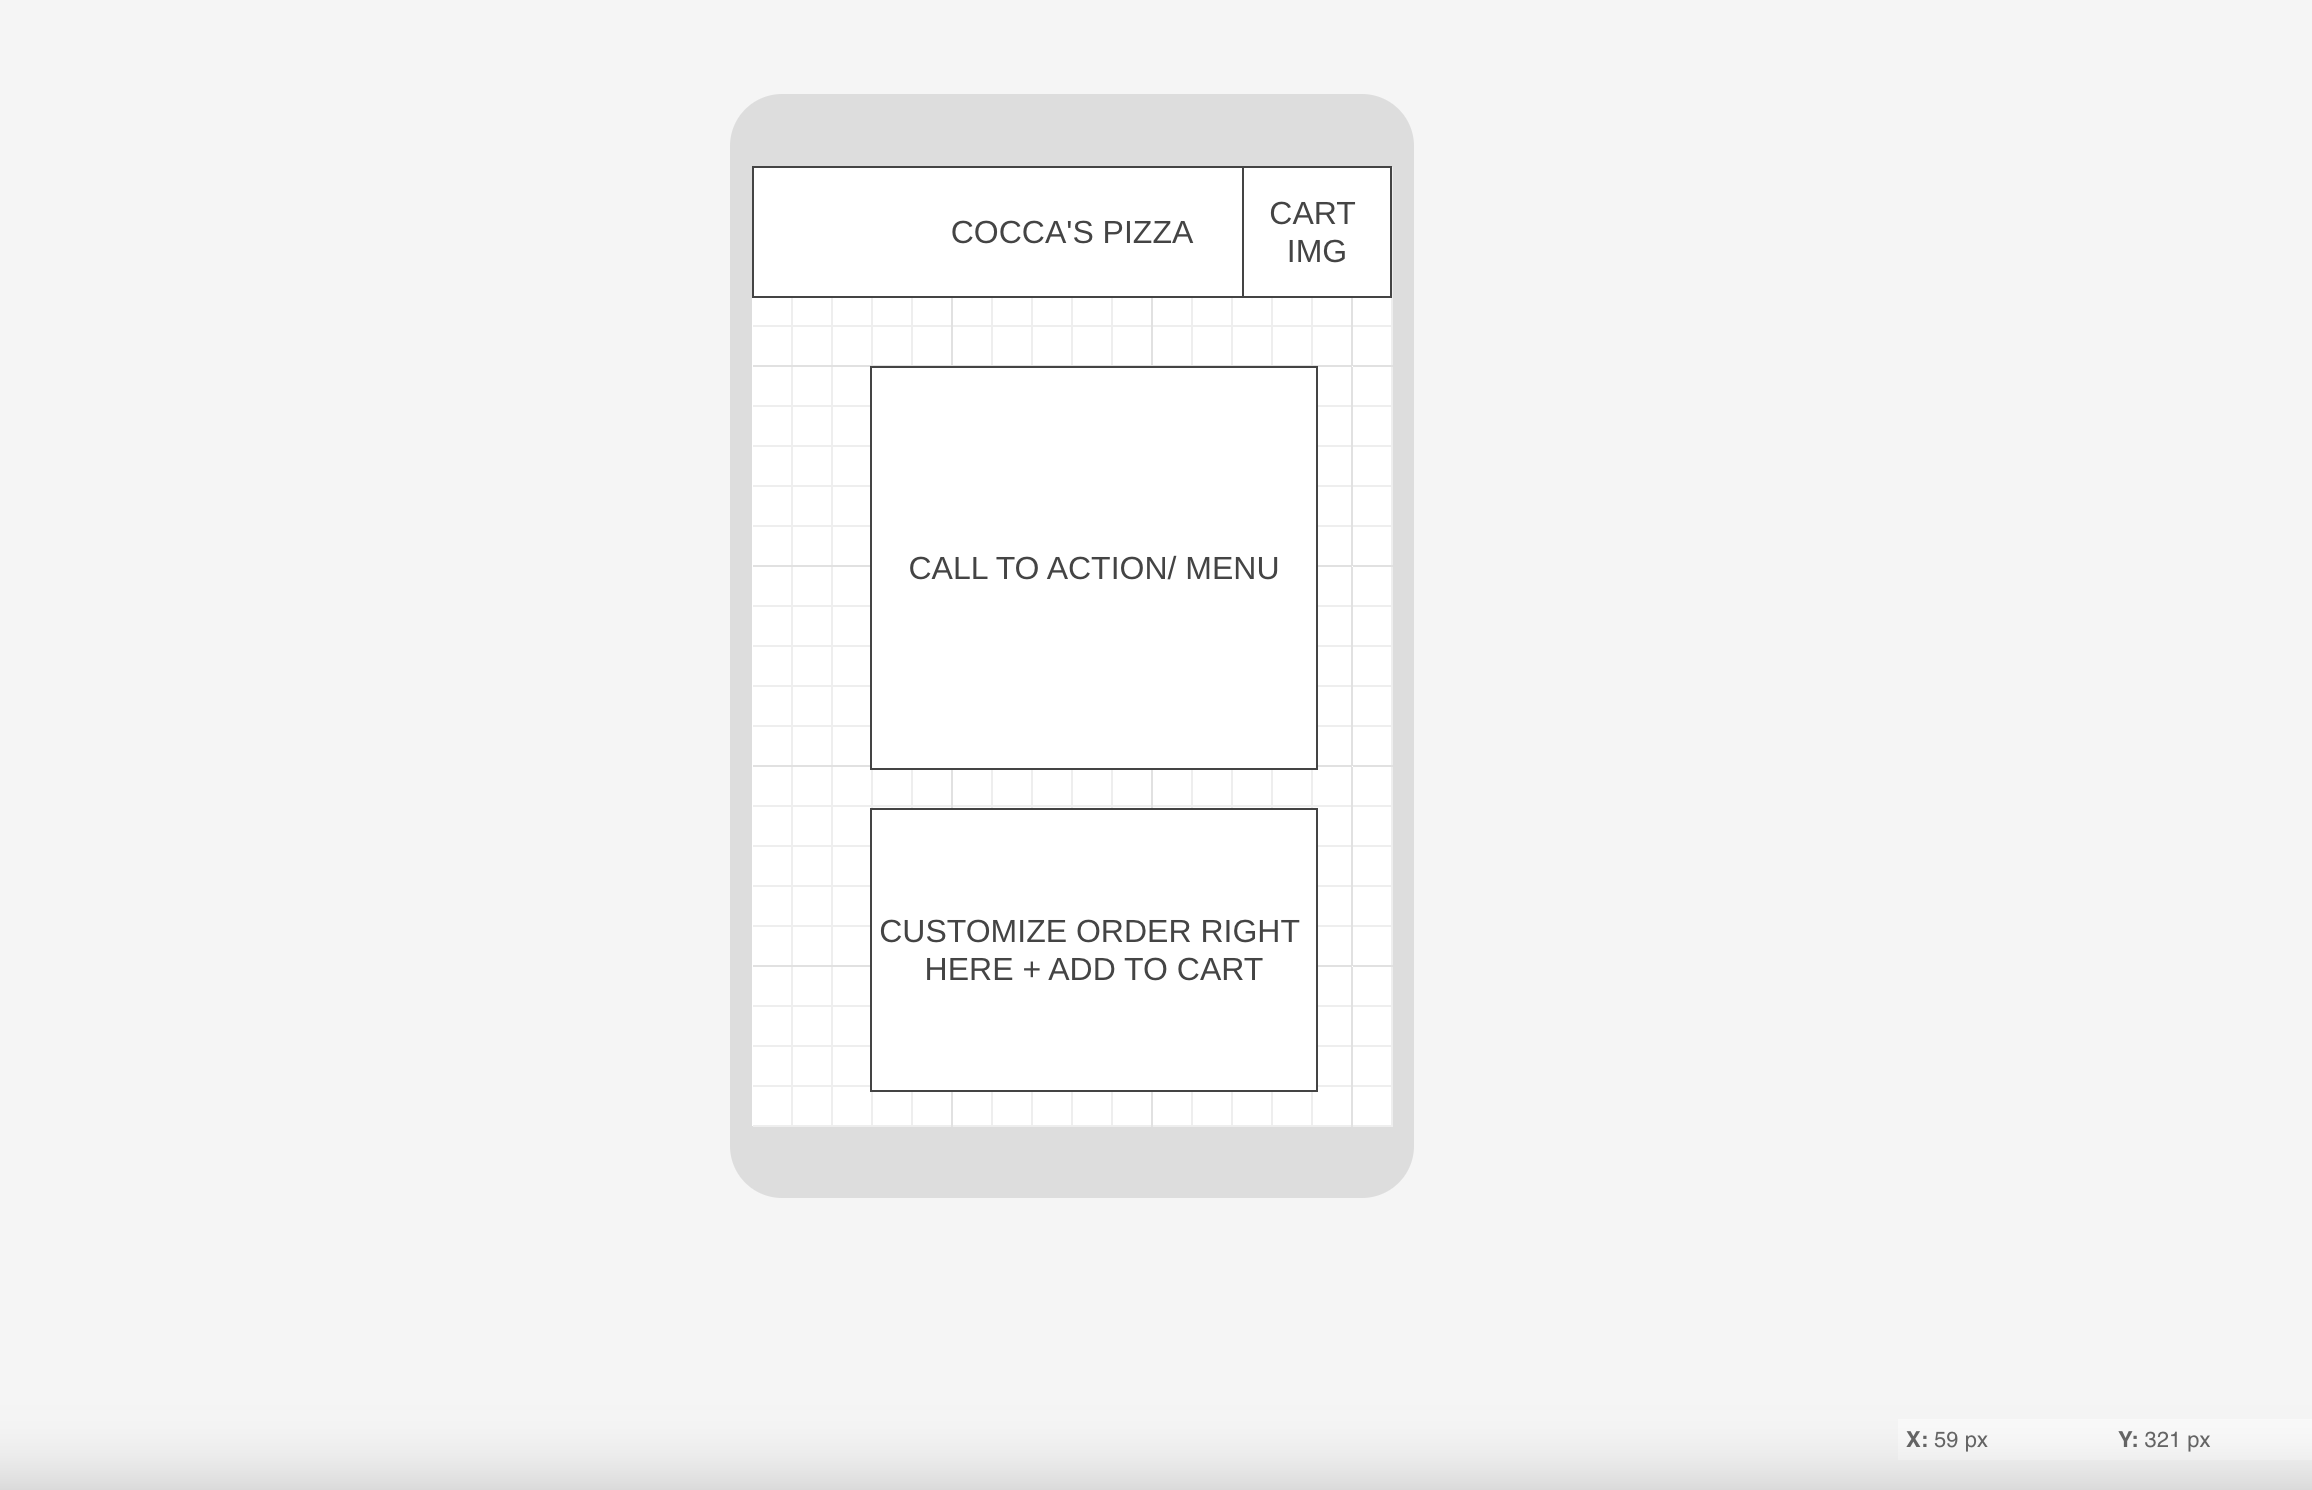 COCCA'S PIZZA
CART
IMG
CALL TO ACTION/ MENU
CUSTOMIZE ORDER RIGHT
HERE + ADD TO CART
X: 59 px Y: 321 px